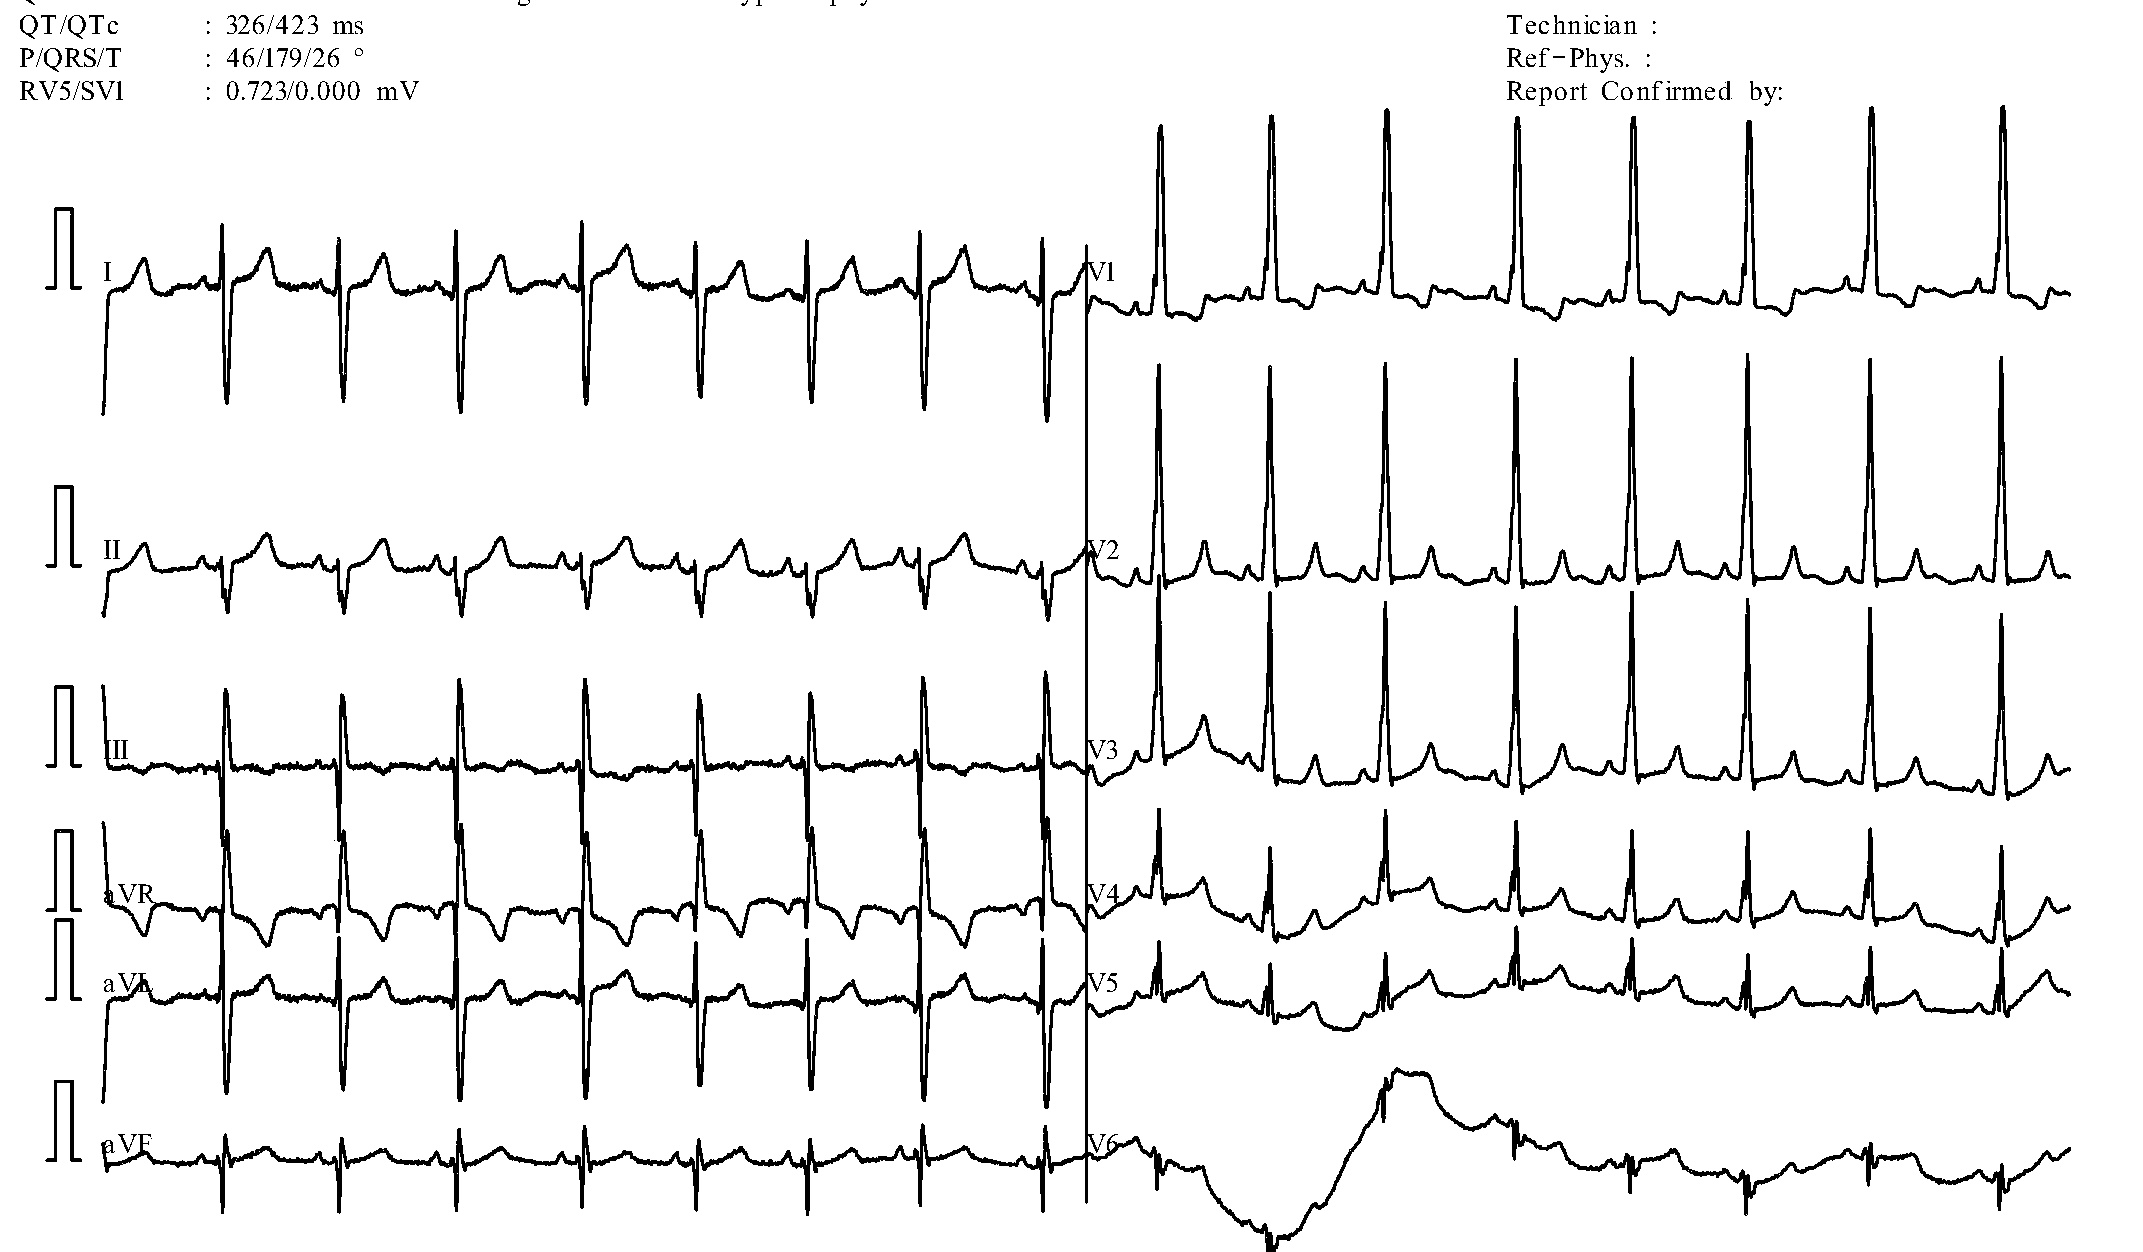 QT/QTc : 326/423 ms
P/QRS/T : 46/179/26 °
RV5/SV1 : 0.723/0.000 mV
Technician :
Ref-Phys. :
Report Confirmed by:
I
V1
II
V2
III
V3
aVR
V4
aVL
V5
aVF
V6